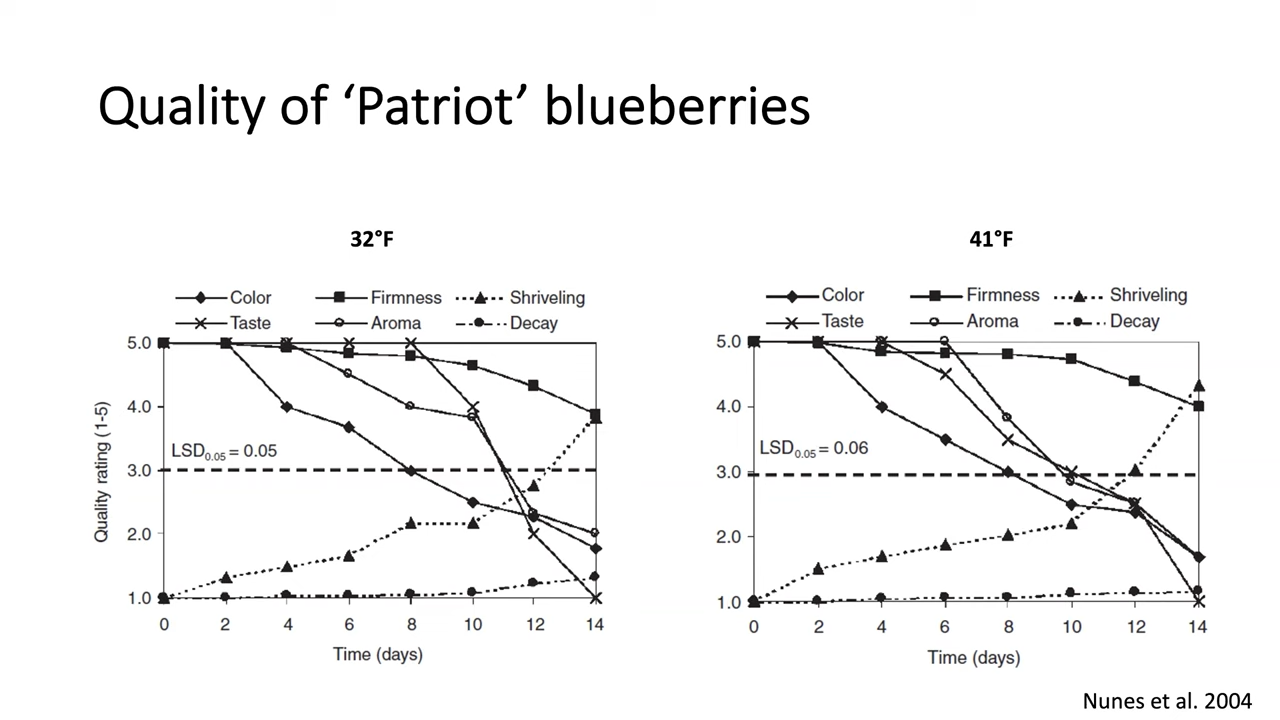 Quality of ‘Patriot’ blueberries
32°F
Color Firmness Shriveling
Taste Aroma Decay
5.0
4.0
3.0
2.0
1.0
Quality rating (1-5)
LSD0.05 = 0.05
0 2 4 6 8 10 12 14
Time (days)
41°F
Color Firmness Shriveling
Taste Aroma Decay
5.0
4.0
3.0
2.0
1.0
LSD0.05 = 0.06
0 2 4 6 8 10 12 14
Time (days)
Nunes et al. 2004